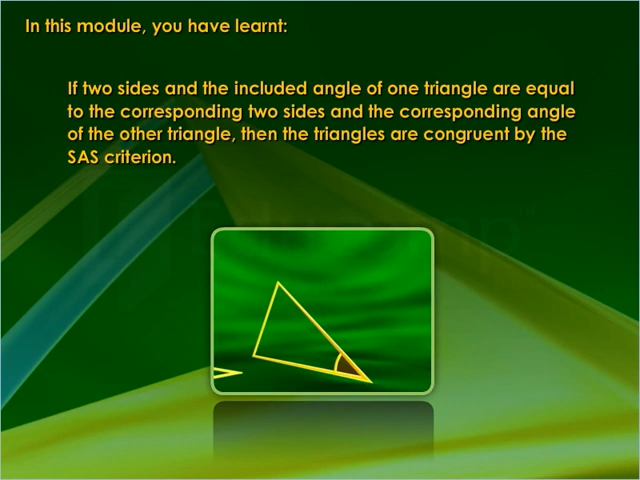 In this module, you have learnt:
If two sides and the included angle of one triangle are equal
to the corresponding two sides and the corresponding angle
of the other triangle, then the triangles are congruent by the
SAS criterion.